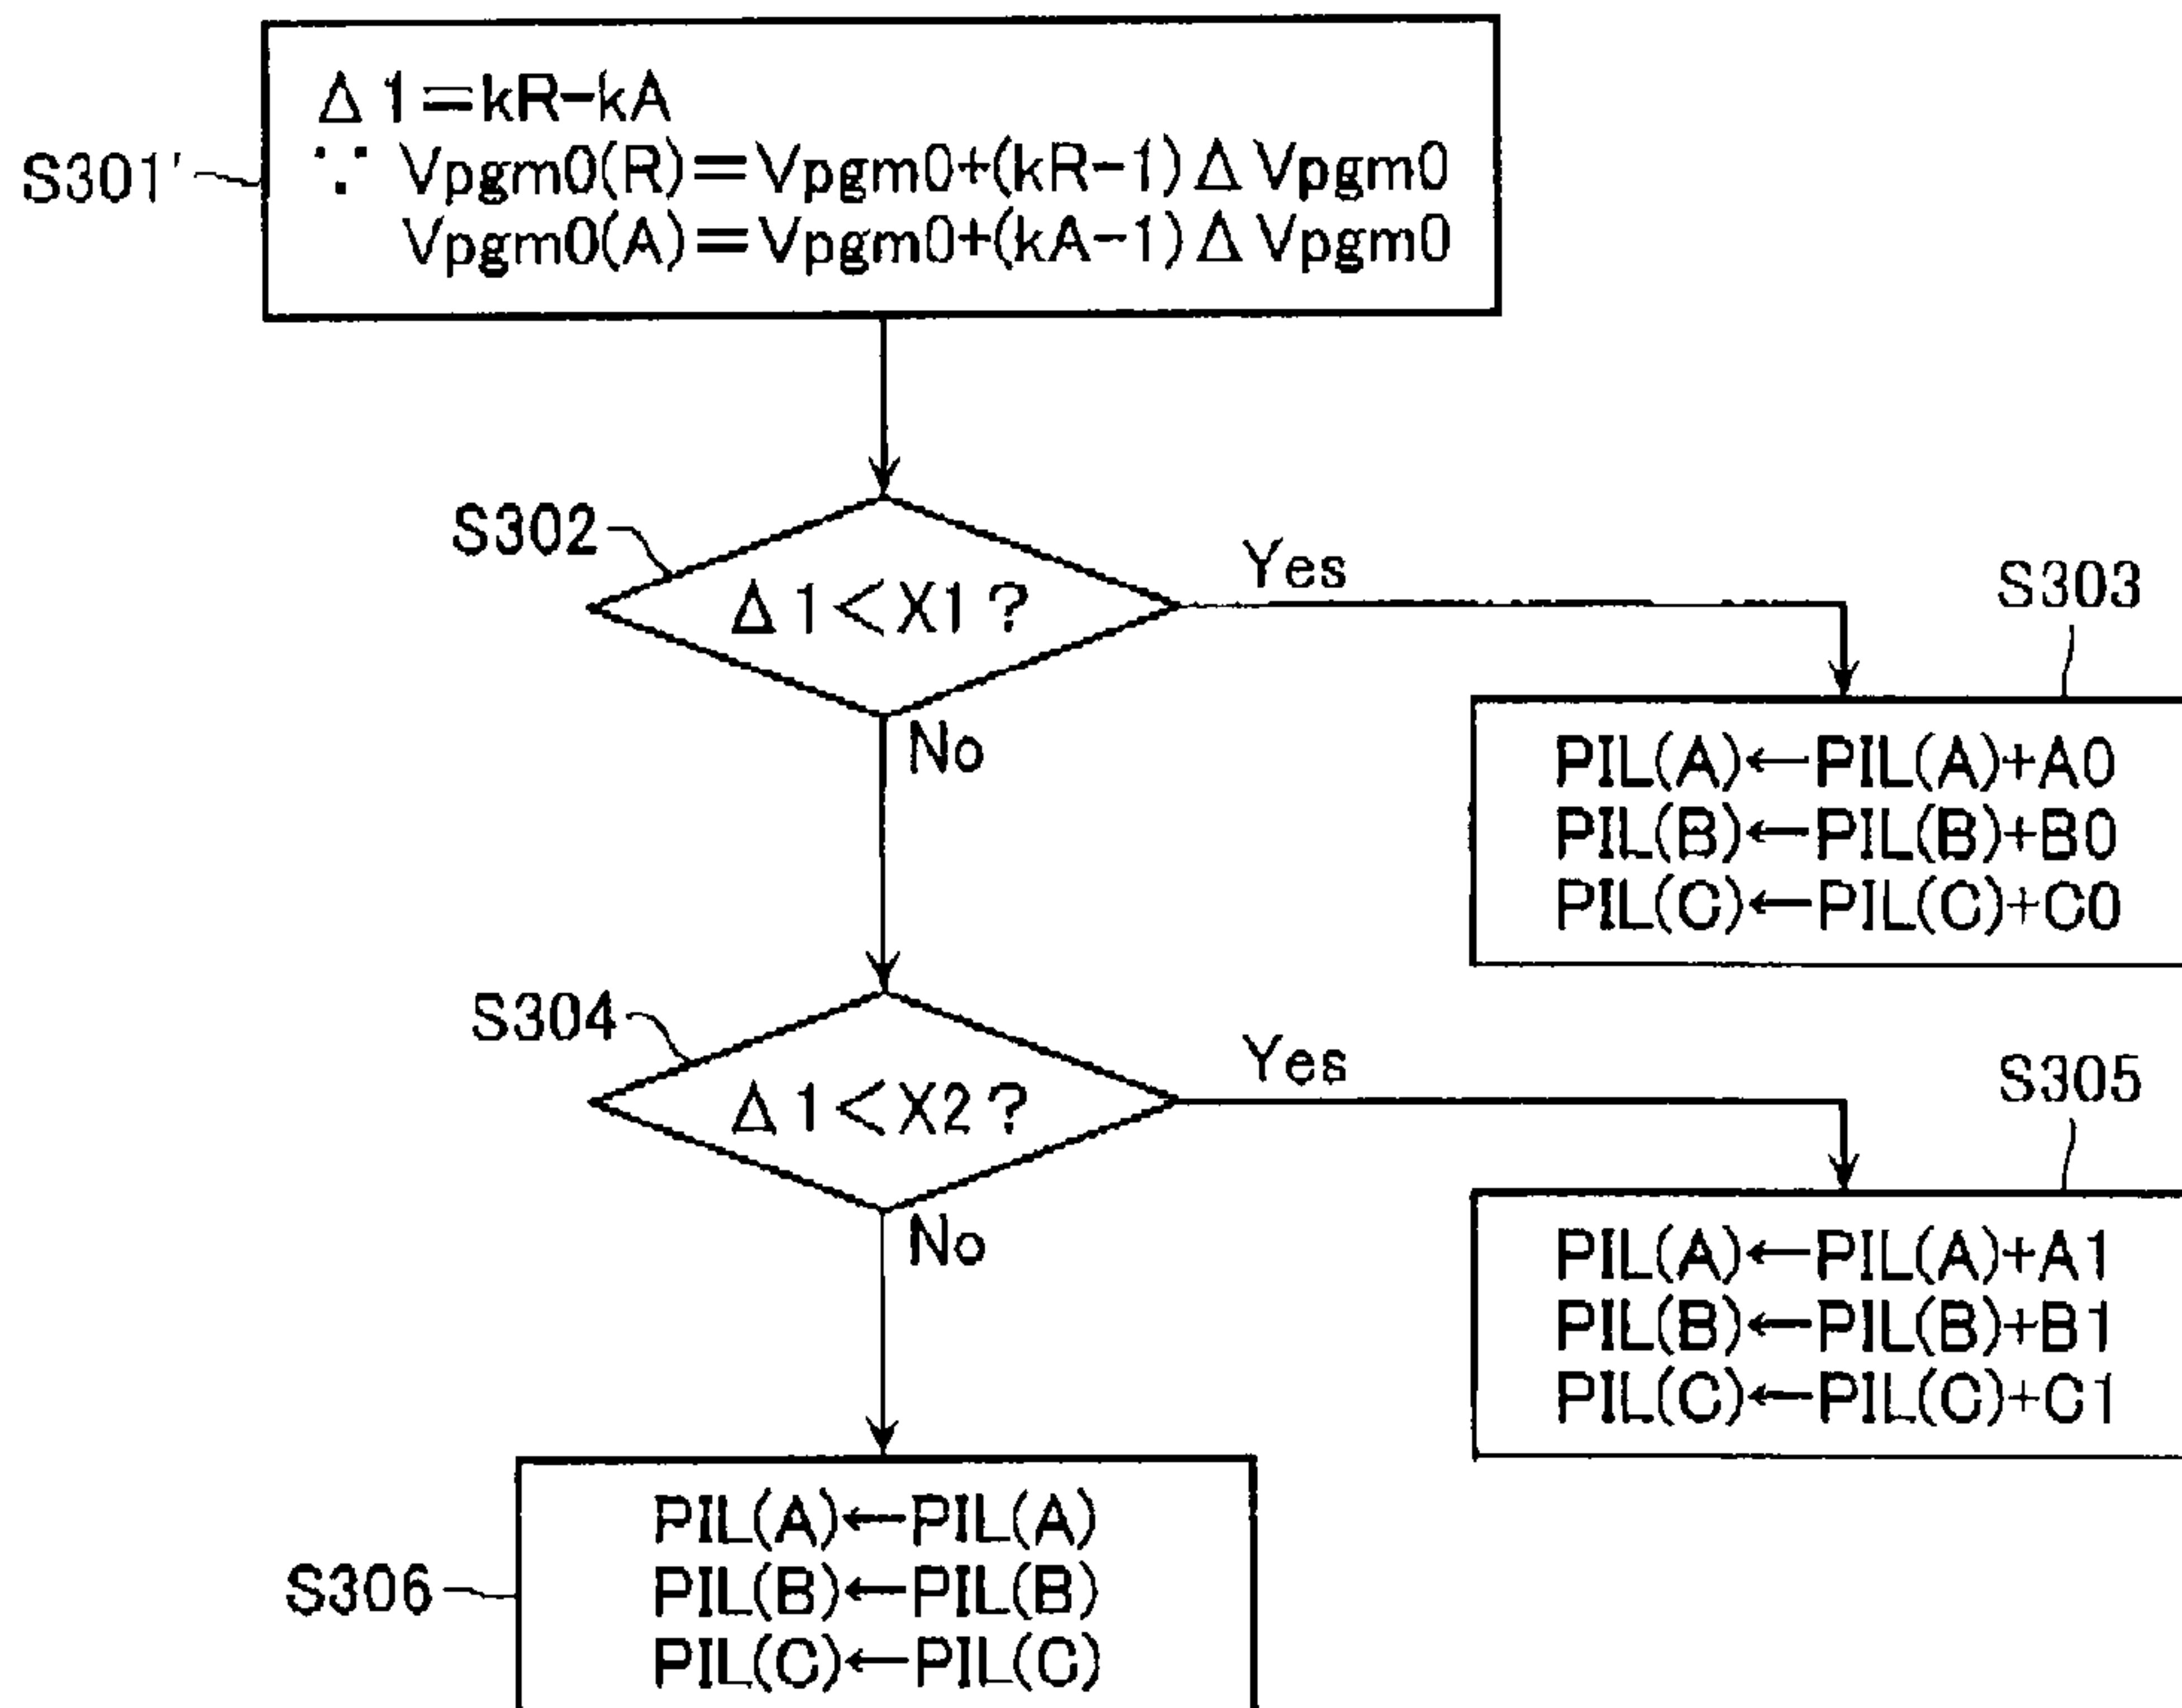 Δ1=kR-kA
S301'
∵ Vpgm0(R)=Vpgm0+(kR-1)ΔVpgm0
Vpgm0(A)=Vpgm0+(kA-1)ΔVpgm0
S302
Δ1<X1?
Yes
No
S303
PIL(A)←PIL(A)+A0
PIL(B)←PIL(B)+B0
PIL(C)←PIL(C)+C0
S304
Δ1<X2?
Yes
No
S305
PIL(A)←PIL(A)+A1
PIL(B)←PIL(B)+B1
PIL(C)←PIL(C)+C1
S306
PIL(A)←PIL(A)
PIL(B)←PIL(B)
PIL(C)←PIL(C)